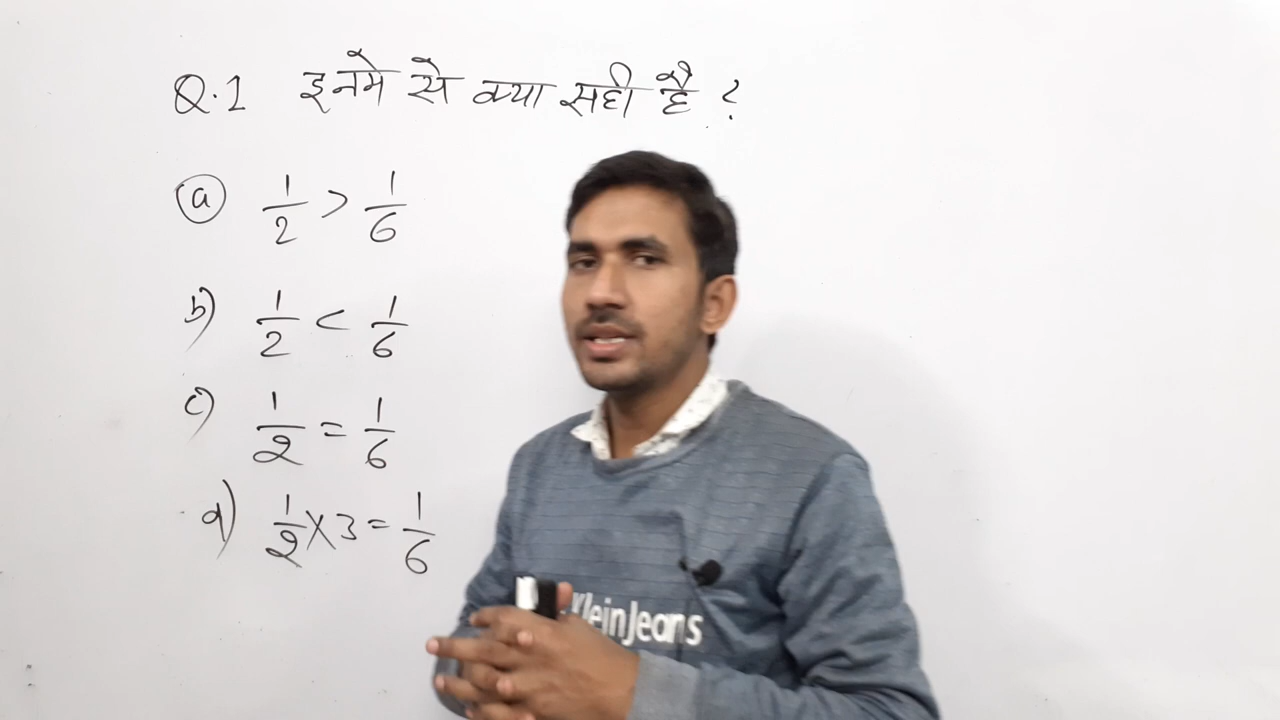 Q.1 इनमे से क्या सही है ?
a 1/2 > 1/6
b) 1/2 < 1/6
c) 1/2 = 1/6
d) 1/2 × 3 = 1/6
KleinJeans